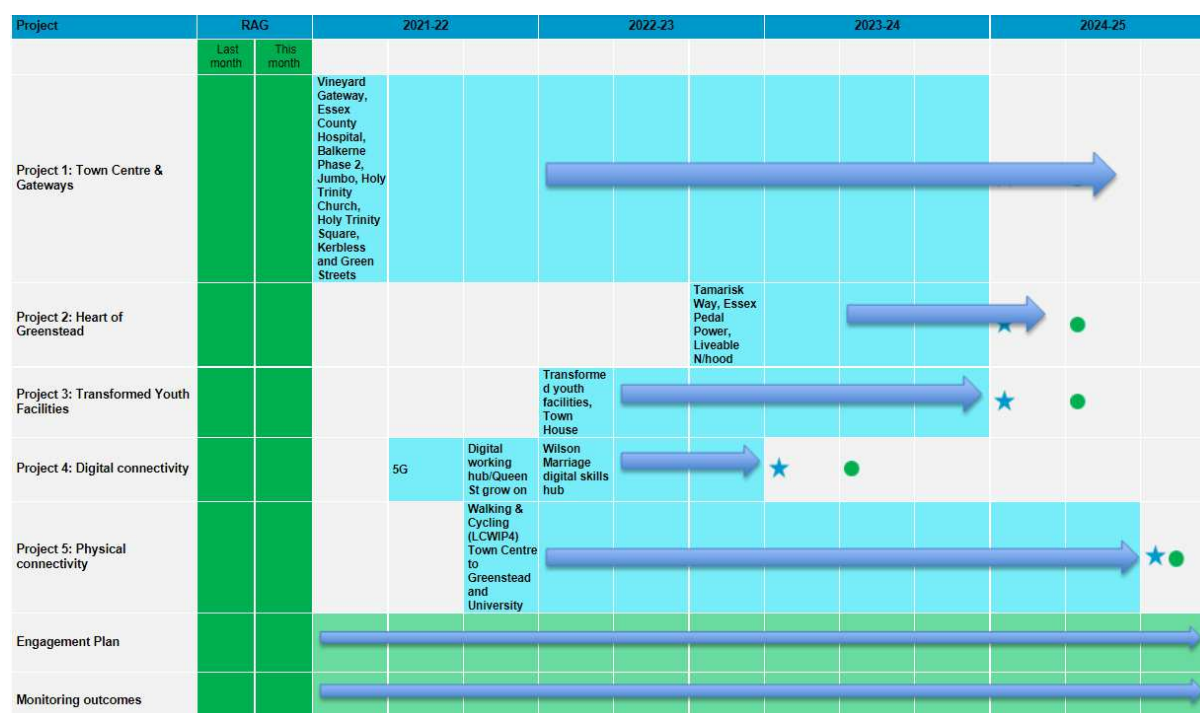 Project RAG 2021-22 2022-23 2023-24 2024-25
Last
month
This
month
Project 1: Town Centre &
Gateways
Vineyard
Gateway,
Essex
County
Hospital,
Balkerne
Phase 2,
Jumbo, Holy
Trinity
Church,
Holy Trinity
Square,
Kerbless
and Green
Streets
Project 2: Heart of
Greenstead
Tamarisk
Way, Essex
Pedal
Power,
Liveable
N/hood
Project 3: Transformed Youth
Facilities
Transforme
d youth
facilities,
Town
House
Project 4: Digital connectivity
5G
Digital
working
hub/Queen
St grow on
Wilson
Marriage
digital skills
hub
Project 5: Physical
connectivity
Walking &
Cycling
(LCWIP4)
Town Centre
to
Greenstead
and
University
Engagement Plan
Monitoring outcomes